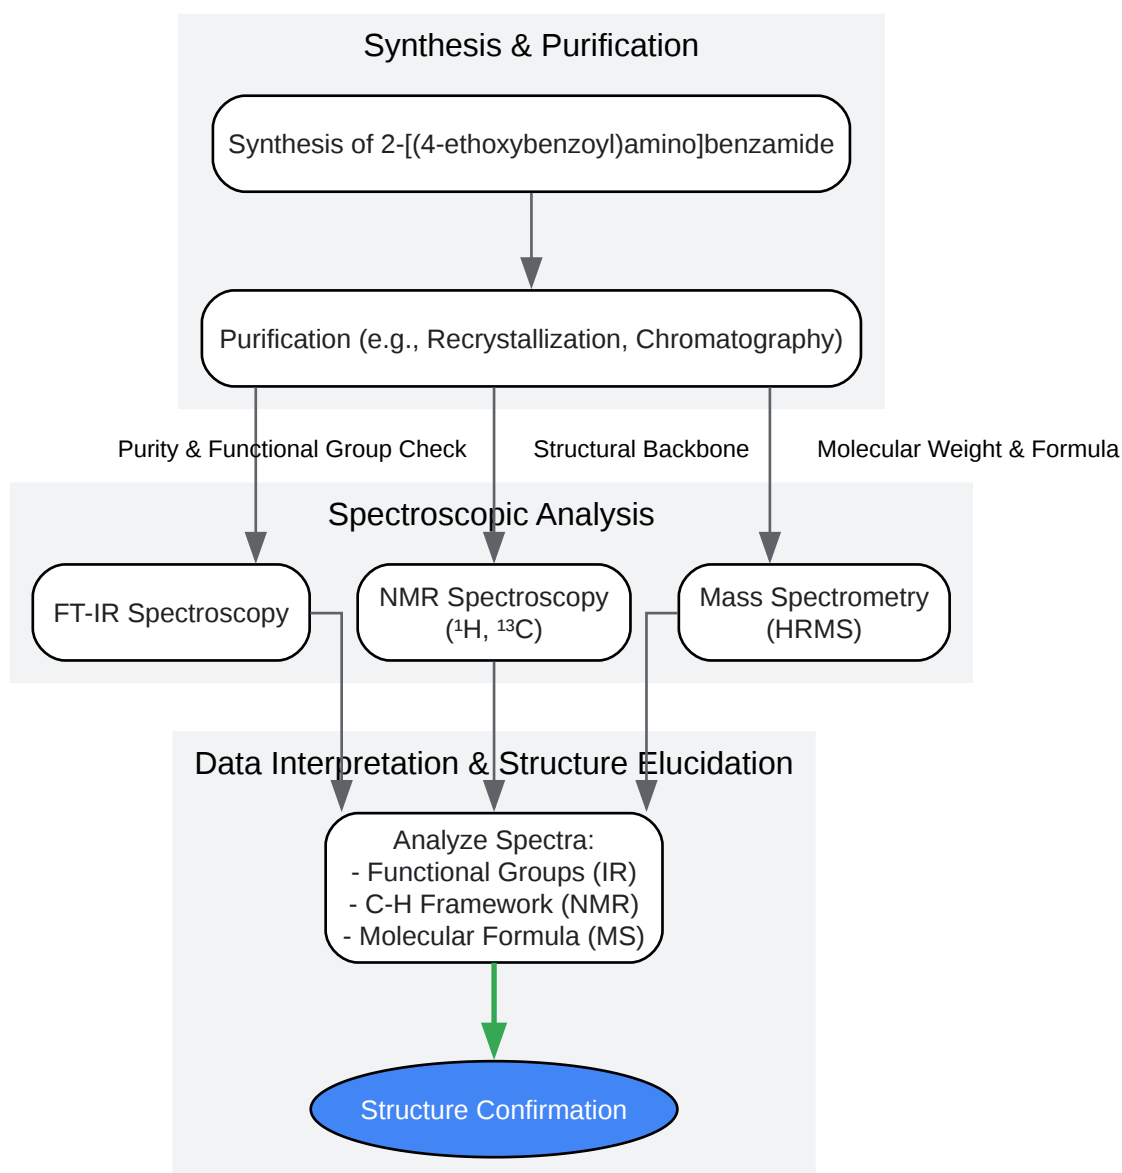 Synthesis & Purification
Synthesis of 2-[(4-ethoxybenzoyl)amino]benzamide
Purification (e.g., Recrystallization, Chromatography)
Purity & Functional Group Check
Structural Backbone
Molecular Weight & Formula
Spectroscopic Analysis
FT-IR Spectroscopy
NMR Spectroscopy
(¹H, ¹³C)
Mass Spectrometry
(HRMS)
Data Interpretation & Structure Elucidation
Analyze Spectra:
- Functional Groups (IR)
- C-H Framework (NMR)
- Molecular Formula (MS)
Structure Confirmation